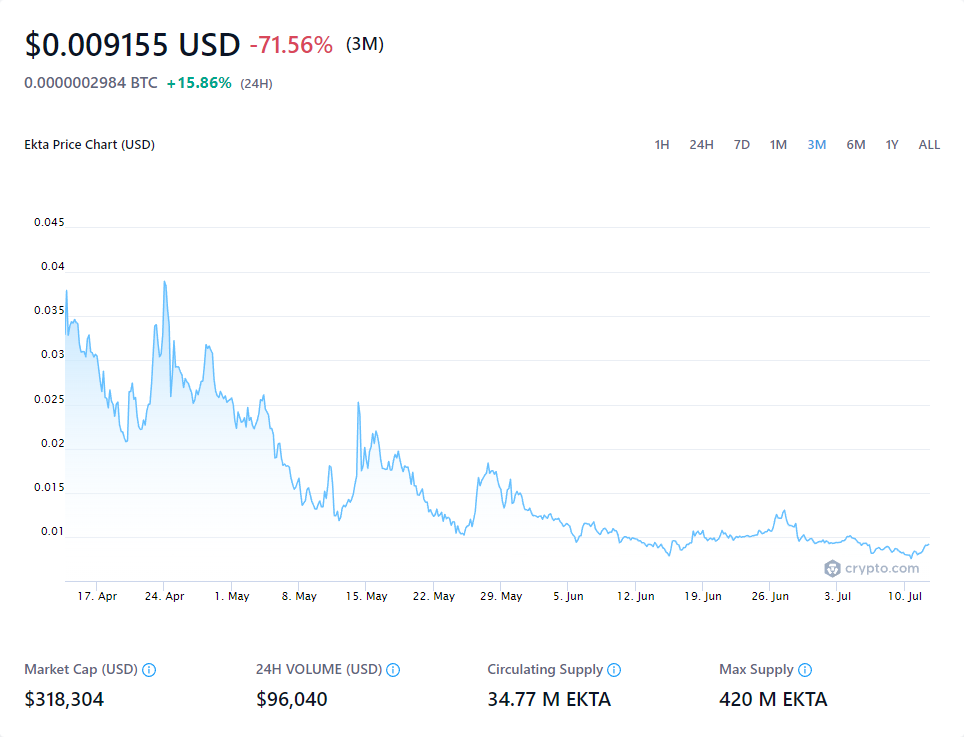 $0.009155 USD -71.56% (3M)
0.0000002984 BTC +15.86% (24H)
Ekta Price Chart (USD) 1H 24H 7D 1M 3M 6M 1Y ALL
0.045
0.04
0.035
0.03
0.025
0.02
0.015
0.01
crypto.com
17. Apr 24. Apr 1. May 8. May 15. May 22. May 29. May 5. Jun 12. Jun 19. Jun 26. Jun 3. Jul 10. Jul
Market Cap (USD) 24H VOLUME (USD) Circulating Supply Max Supply
$318,304 $96,040 34.77 M EKTA 420 M EKTA